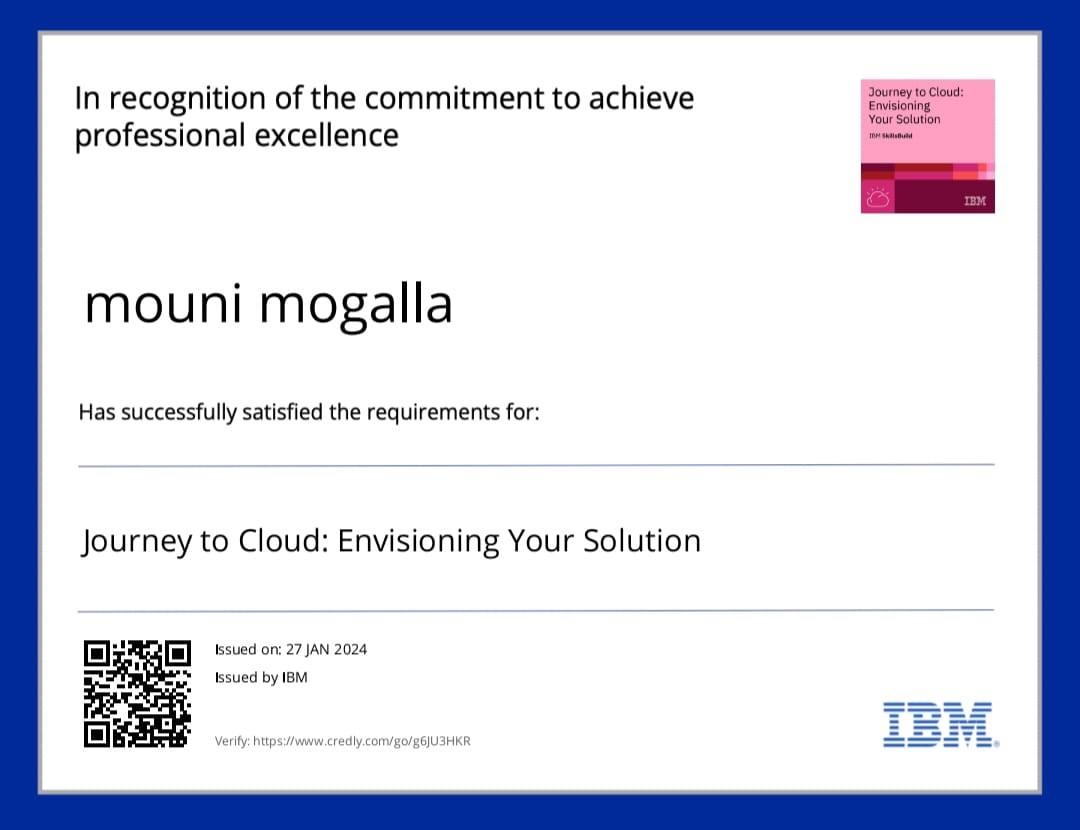 In recognition of the commitment to achieve
professional excellence
Journey to Cloud:
Envisioning
Your Solution
IBM SkillsBuild
IBM
mouni mogalla
Has successfully satisfied the requirements for:
Journey to Cloud: Envisioning Your Solution
Issued on: 27 JAN 2024
Issued by IBM
Verify: https://www.credly.com/go/g6JU3HKR
IBM